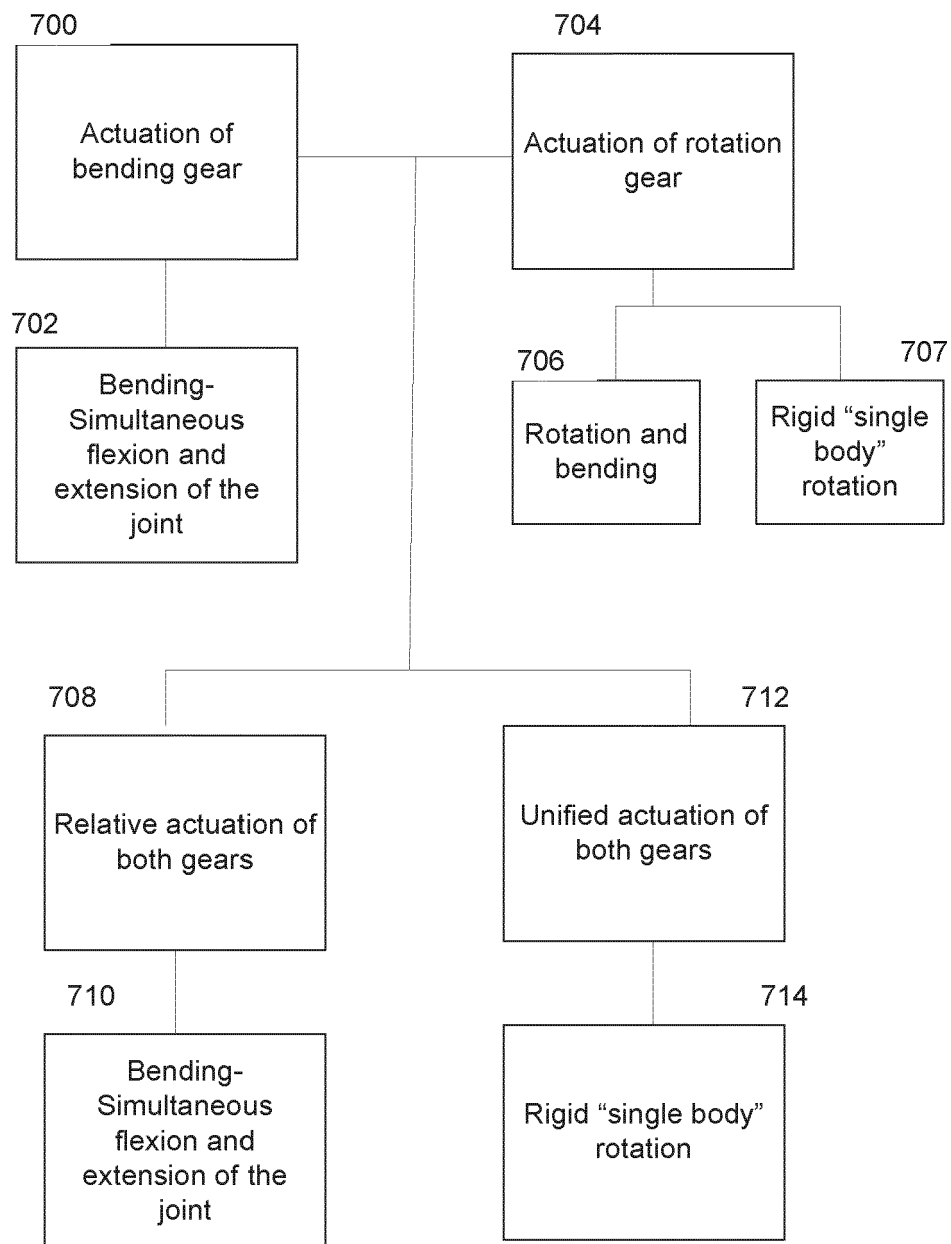 700
Actuation of
bending gear
704
Actuation of rotation
gear
702
Bending-
Simultaneous
flexion and
extension of the
joint
706
Rotation and
bending
707
Rigid “single
body”
rotation
708
Relative actuation of
both gears
712
Unified actuation of
both gears
710
Bending-
Simultaneous
flexion and
extension of the
joint
714
Rigid “single body”
rotation